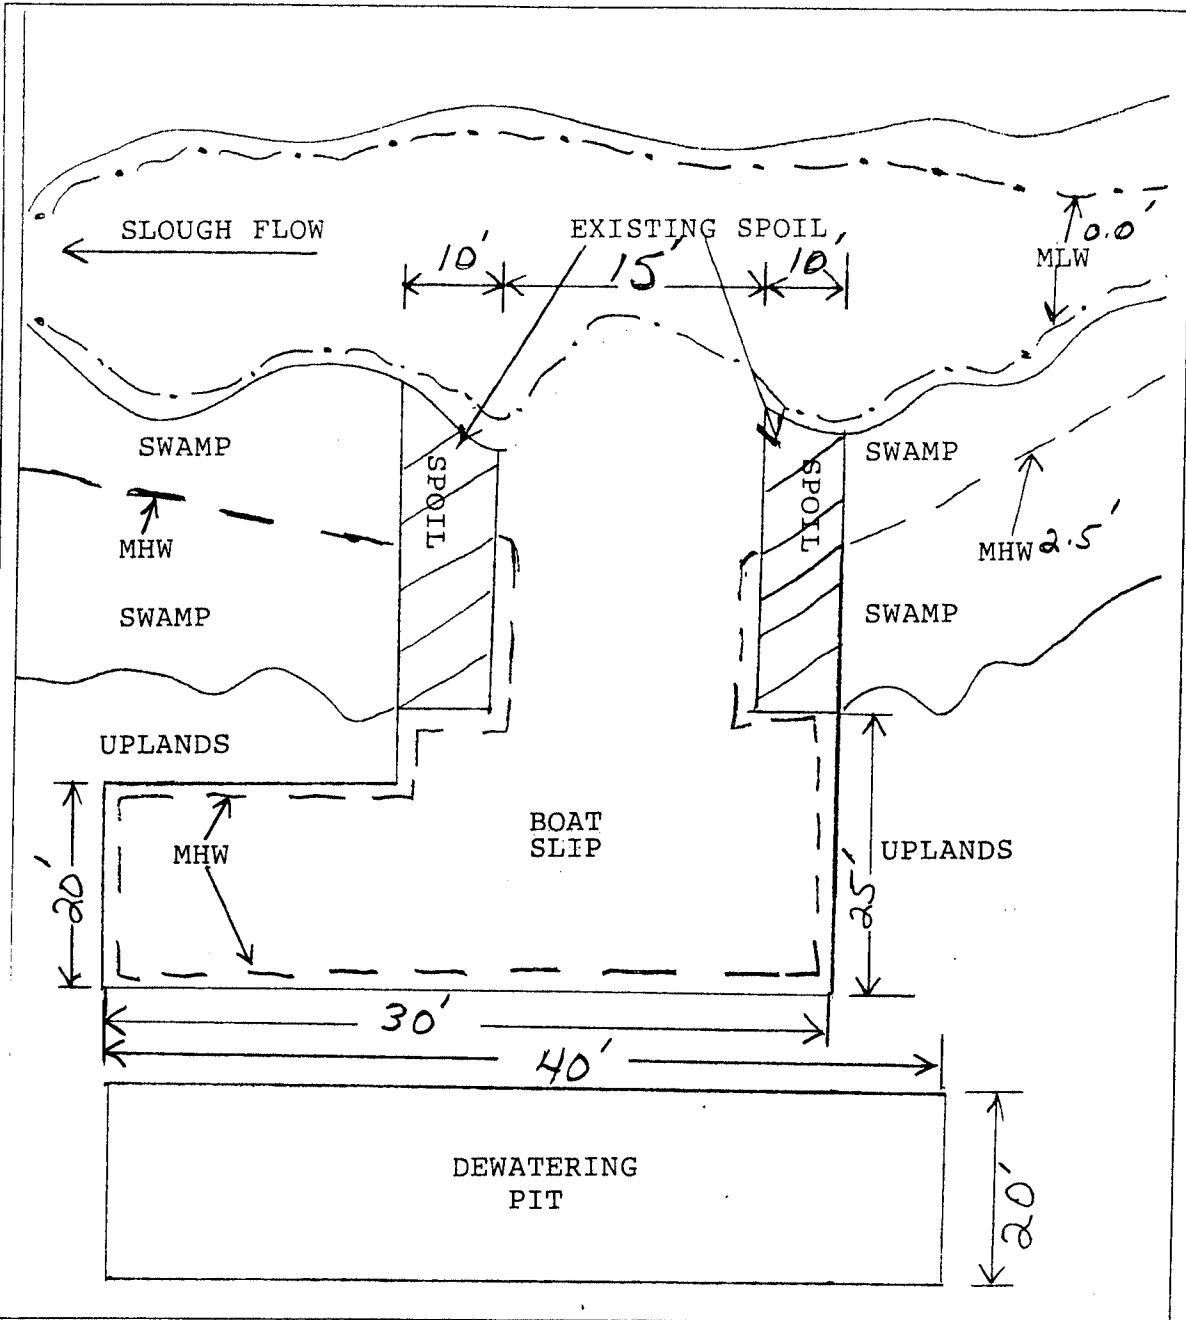 SLOUGH FLOW
EXISTING SPOIL
10'
15'
10'
0.0'
MLW
SWAMP
SPOIL
SPOIL
SWAMP
MHW
MHW 2.5'
SWAMP
SWAMP
UPLANDS
BOAT
SLIP
MHW
UPLANDS
20'
25'
30'
40'
DEWATERING
PIT
20'